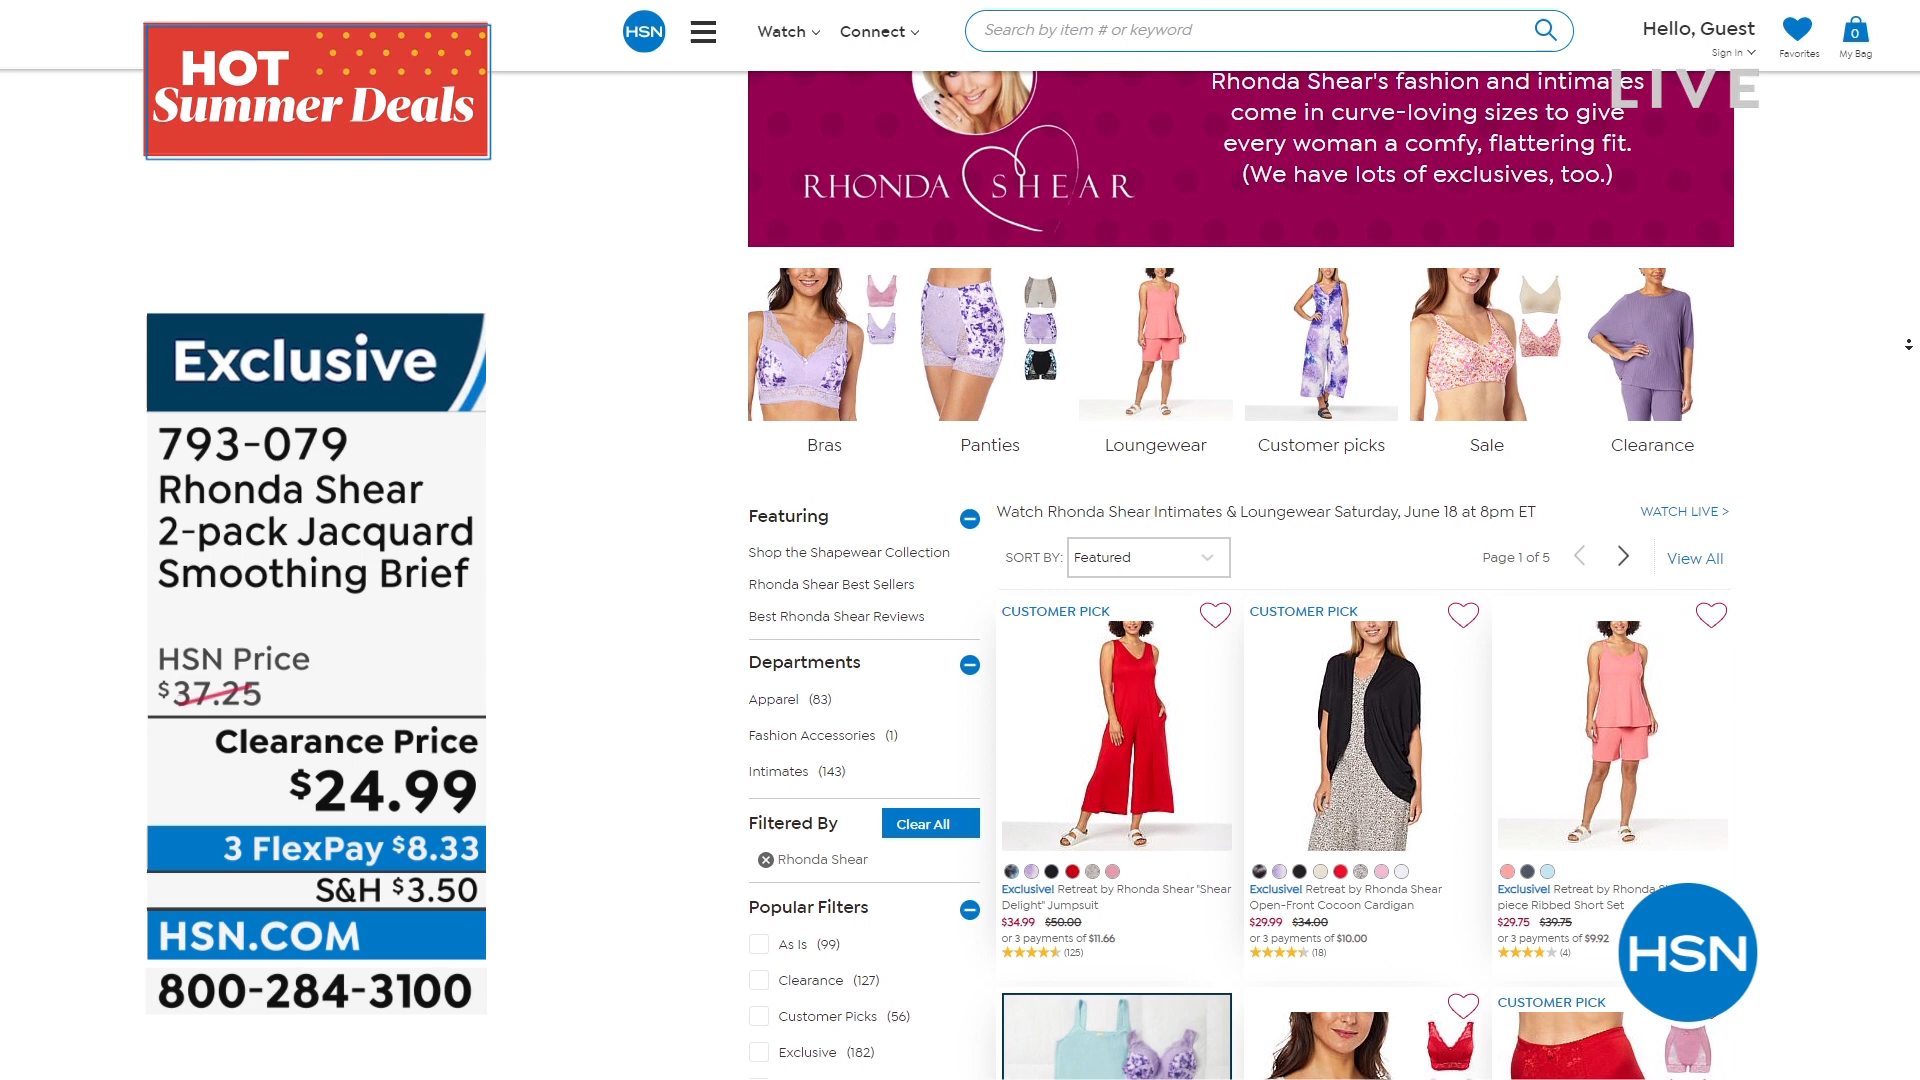 HOT
Summer Deals
Exclusive
793-079
Rhonda Shear
2-pack Jacquard
Smoothing Brief
HSN Price
$37.25
Clearance Price
$24.99
3 FlexPay $8.33
S&H $3.50
HSN.COM
800-284-3100
HSN
Watch
Connect
Search by item # or keyword
Hello, Guest
Sign In
Favorites
0
My Bag
LIVE
Rhonda Shear's fashion and intimates
come in curve-loving sizes to give
every woman a comfy, flattering fit.
(We have lots of exclusives, too.)
RHONDA SHEAR
Bras
Panties
Loungewear
Customer picks
Sale
Clearance
Featuring
Shop the Shapewear Collection
Rhonda Shear Best Sellers
Best Rhonda Shear Reviews
Departments
Apparel (83)
Fashion Accessories (1)
Intimates (143)
Filtered By
Clear All
Rhonda Shear
Popular Filters
As Is (99)
Clearance (127)
Customer Picks (56)
Exclusive (182)
Watch Rhonda Shear Intimates & Loungewear Saturday, June 18 at 8pm ET
WATCH LIVE >
SORT BY: Featured
Page 1 of 5
View All
CUSTOMER PICK
Exclusive! Retreat by Rhonda Shear "Shear
Delight" Jumpsuit
$34.99 $50.00
or 3 payments of $11.66
(125)
CUSTOMER PICK
Exclusive! Retreat by Rhonda Shear
Open-Front Cocoon Cardigan
$29.99 $34.00
or 3 payments of $10.00
(18)
Exclusive! Retreat by Rhonda
piece Ribbed Short Set
$29.75 $39.75
or 3 payments of $9.92
(4)
CUSTOMER PICK
HSN